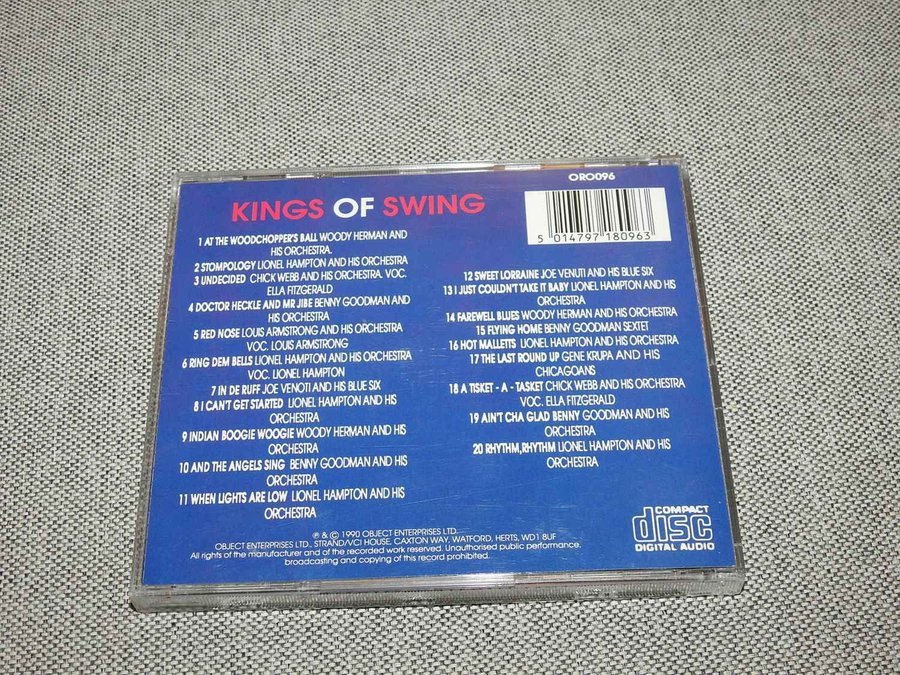 ORO096
KINGS OF SWING
5 014797 180963
1 AT THE WOODCHOPPER'S BALL WOODY HERMAN AND
HIS ORCHESTRA.
2 STOMPOLOGY LIONEL HAMPTON AND HIS ORCHESTRA
3 UNDECIDED CHICK WEBB AND HIS ORCHESTRA. VOC.
ELLA FITZGERALD
4 DOCTOR HECKLE AND MR JIBE BENNY GOODMAN AND
HIS ORCHESTRA
5 RED NOSE LOUIS ARMSTRONG AND HIS ORCHESTRA
VOC. LOUIS ARMSTRONG
6 RING DEM BELLS LIONEL HAMPTON AND HIS ORCHESTRA
VOC. LIONEL HAMPTON
7 IN DE RUFF JOE VENOTI AND HIS BLUE SIX
8 I CAN'T GET STARTED LIONEL HAMPTON AND HIS
ORCHESTRA
9 INDIAN BOOGIE WOOGIE WOODY HERMAN AND HIS
ORCHESTRA
10 AND THE ANGELS SING BENNY GOODMAN AND HIS
ORCHESTRA
11 WHEN LIGHTS ARE LOW LIONEL HAMPTON AND HIS
ORCHESTRA
12 SWEET LORRAINE JOE VENUTI AND HIS BLUE SIX
13 I JUST COULDN'T TAKE IT BABY LIONEL HAMPTON AND HIS
ORCHESTRA
14 FAREWELL BLUES WOODY HERMAN AND HIS ORCHESTRA
15 FLYING HOME BENNY GOODMAN SEXTET
16 HOT MALLETTS LIONEL HAMPTON AND HIS ORCHESTRA
17 THE LAST ROUND UP GENE KRUPA AND HIS
CHICAGOANS
18 A TISKET - A - TASKET CHICK WEBB AND HIS ORCHESTRA
VOC. ELLA FITZGERALD
19 AIN'T CHA GLAD BENNY GOODMAN AND HIS
ORCHESTRA
20 RHYTHM,RHYTHM LIONEL HAMPTON AND HIS
ORCHESTRA
℗ & © 1990 OBJECT ENTERPRISES LTD.
OBJECT ENTERPRISES LTD., STRAND/VCI HOUSE, CAXTON WAY, WATFORD, HERTS, WD1 8UF
All rights of the manufacturer and of the recorded work reserved. Unauthorised public performance,
broadcasting and copying of this record prohibited.
COMPACT
disc
DIGITAL AUDIO